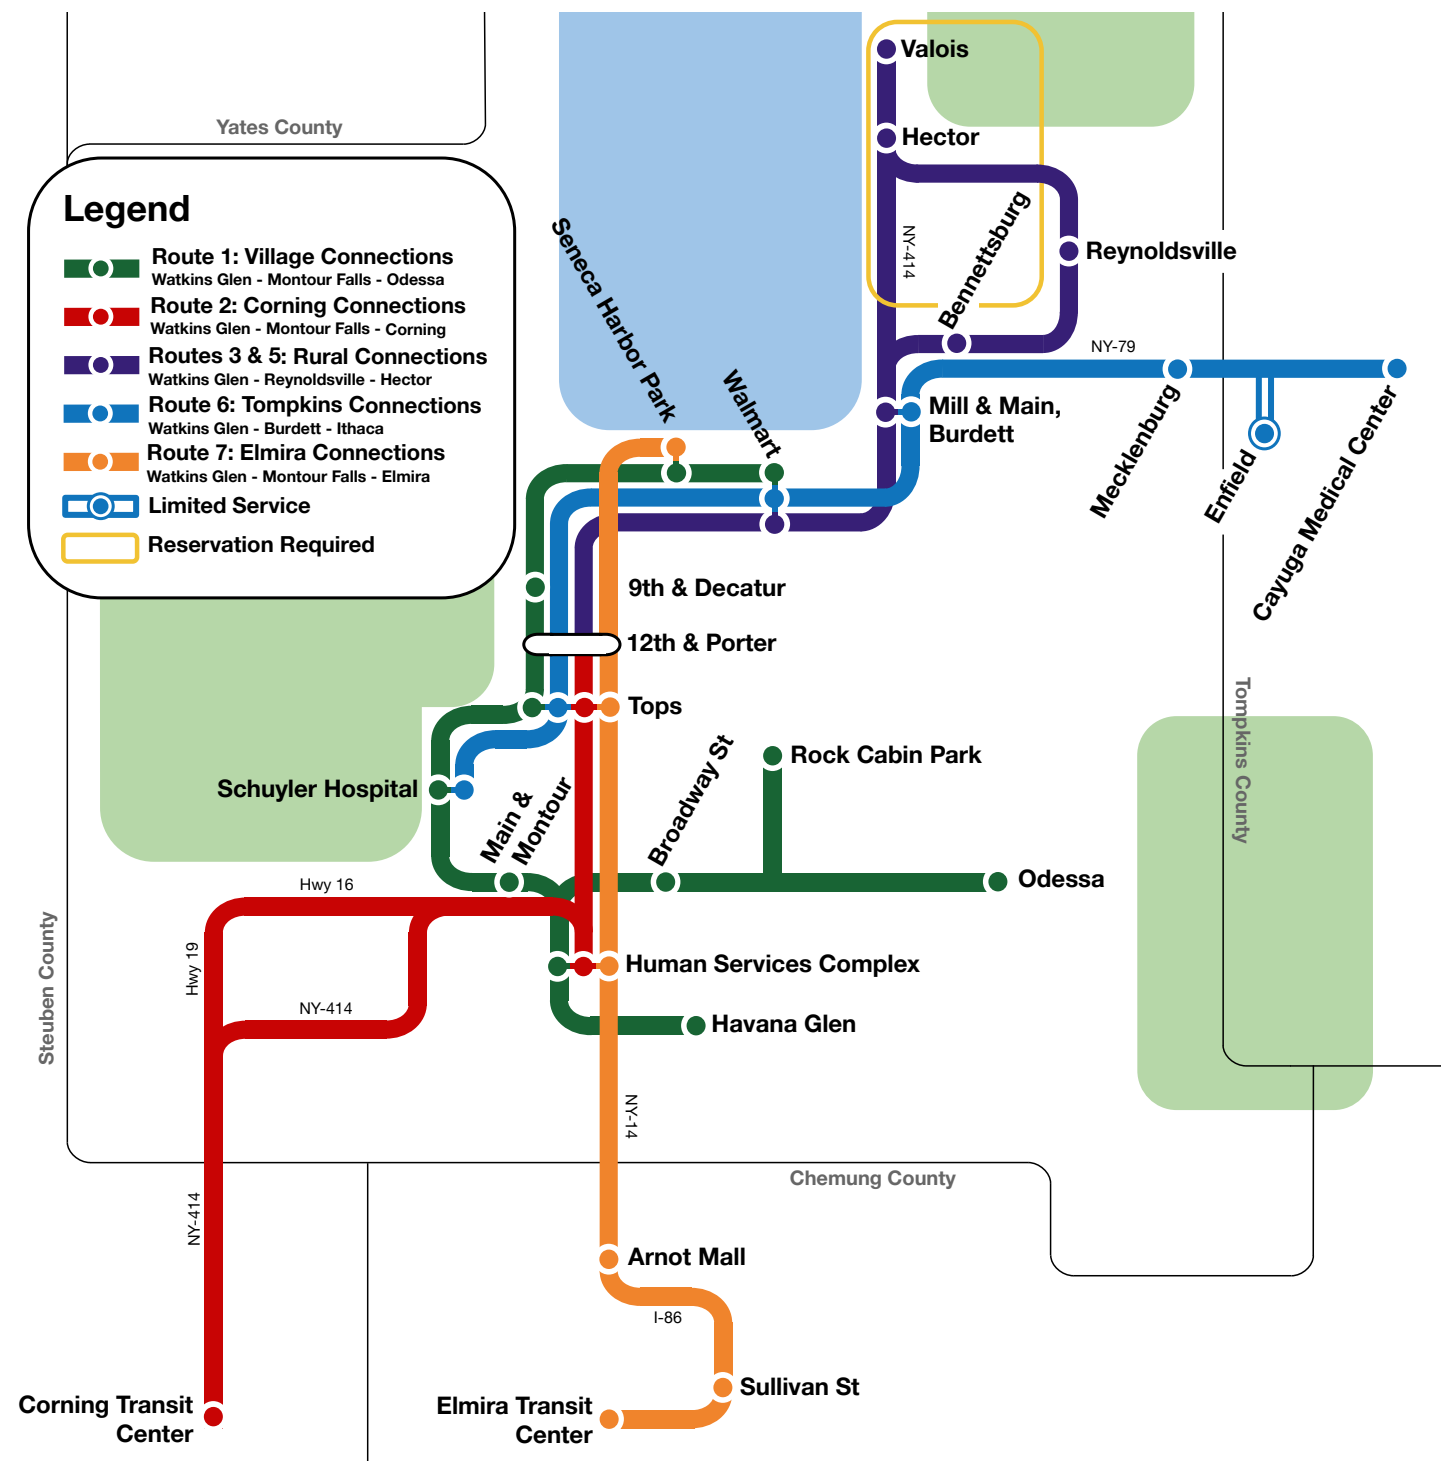 Valois
Hector
Yates County
Legend
Route 1: Village Connections
Watkins Glen - Montour Falls - Odessa
Route 2: Corning Connections
Watkins Glen - Montour Falls - Corning
Routes 3 & 5: Rural Connections
Watkins Glen - Reynoldsville - Hector
Route 6: Tompkins Connections
Watkins Glen - Burdett - Ithaca
Route 7: Elmira Connections
Watkins Glen - Montour Falls - Elmira
Limited Service
Reservation Required
Seneca Harbor Park
Walmart
NY-414
Bennettsburg
Reynoldsville
NY-79
Mill & Main,
Burdett
Mecklenburg
Enfield
Cayuga Medical Center
9th & Decatur
12th & Porter
Tops
Tompkins County
Schuyler Hospital
Main &
Montour
Broadway St
Rock Cabin Park
Odessa
Hwy 16
Hwy 19
Steuben County
NY-414
Human Services Complex
Havana Glen
NY-14
Chemung County
NY-414
Arnot Mall
I-86
Sullivan St
Corning Transit
Center
Elmira Transit
Center